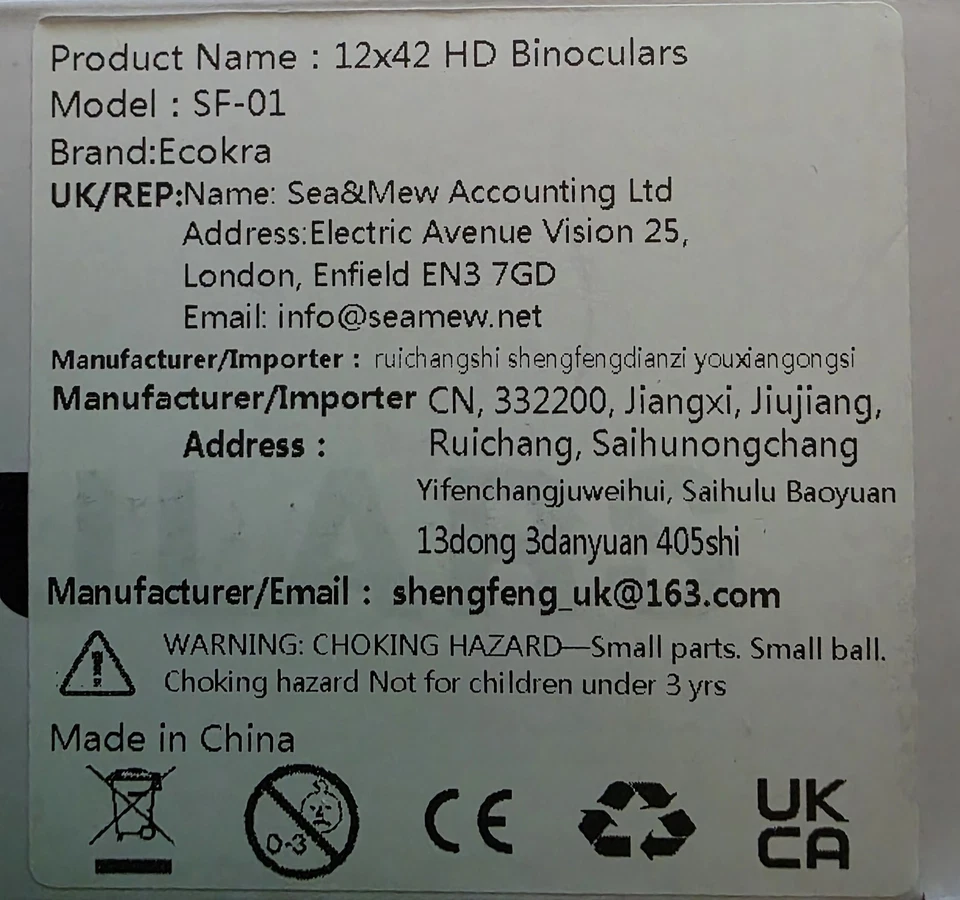 Product Name : 12x42 HD Binoculars
Model : SF-01
Brand:Ecokra
UK/REP:Name: Sea&Mew Accounting Ltd
Address:Electric Avenue Vision 25,
London, Enfield EN3 7GD
Email: info@seamew.net
Manufacturer/Importer : ruichangshi shengfengdianzi youxiangongsi
Manufacturer/Importer CN, 332200, Jiangxi, Jiujiang,
Address : Ruichang, Saihunongchang
Yifenchangjuweihui, Saihulu Baoyuan
13dong 3danyuan 405shi
Manufacturer/Email : shengfeng_uk@163.com
WARNING: CHOKING HAZARD—Small parts. Small ball.
Choking hazard Not for children under 3 yrs
Made in China
0-3 CE UK
CA